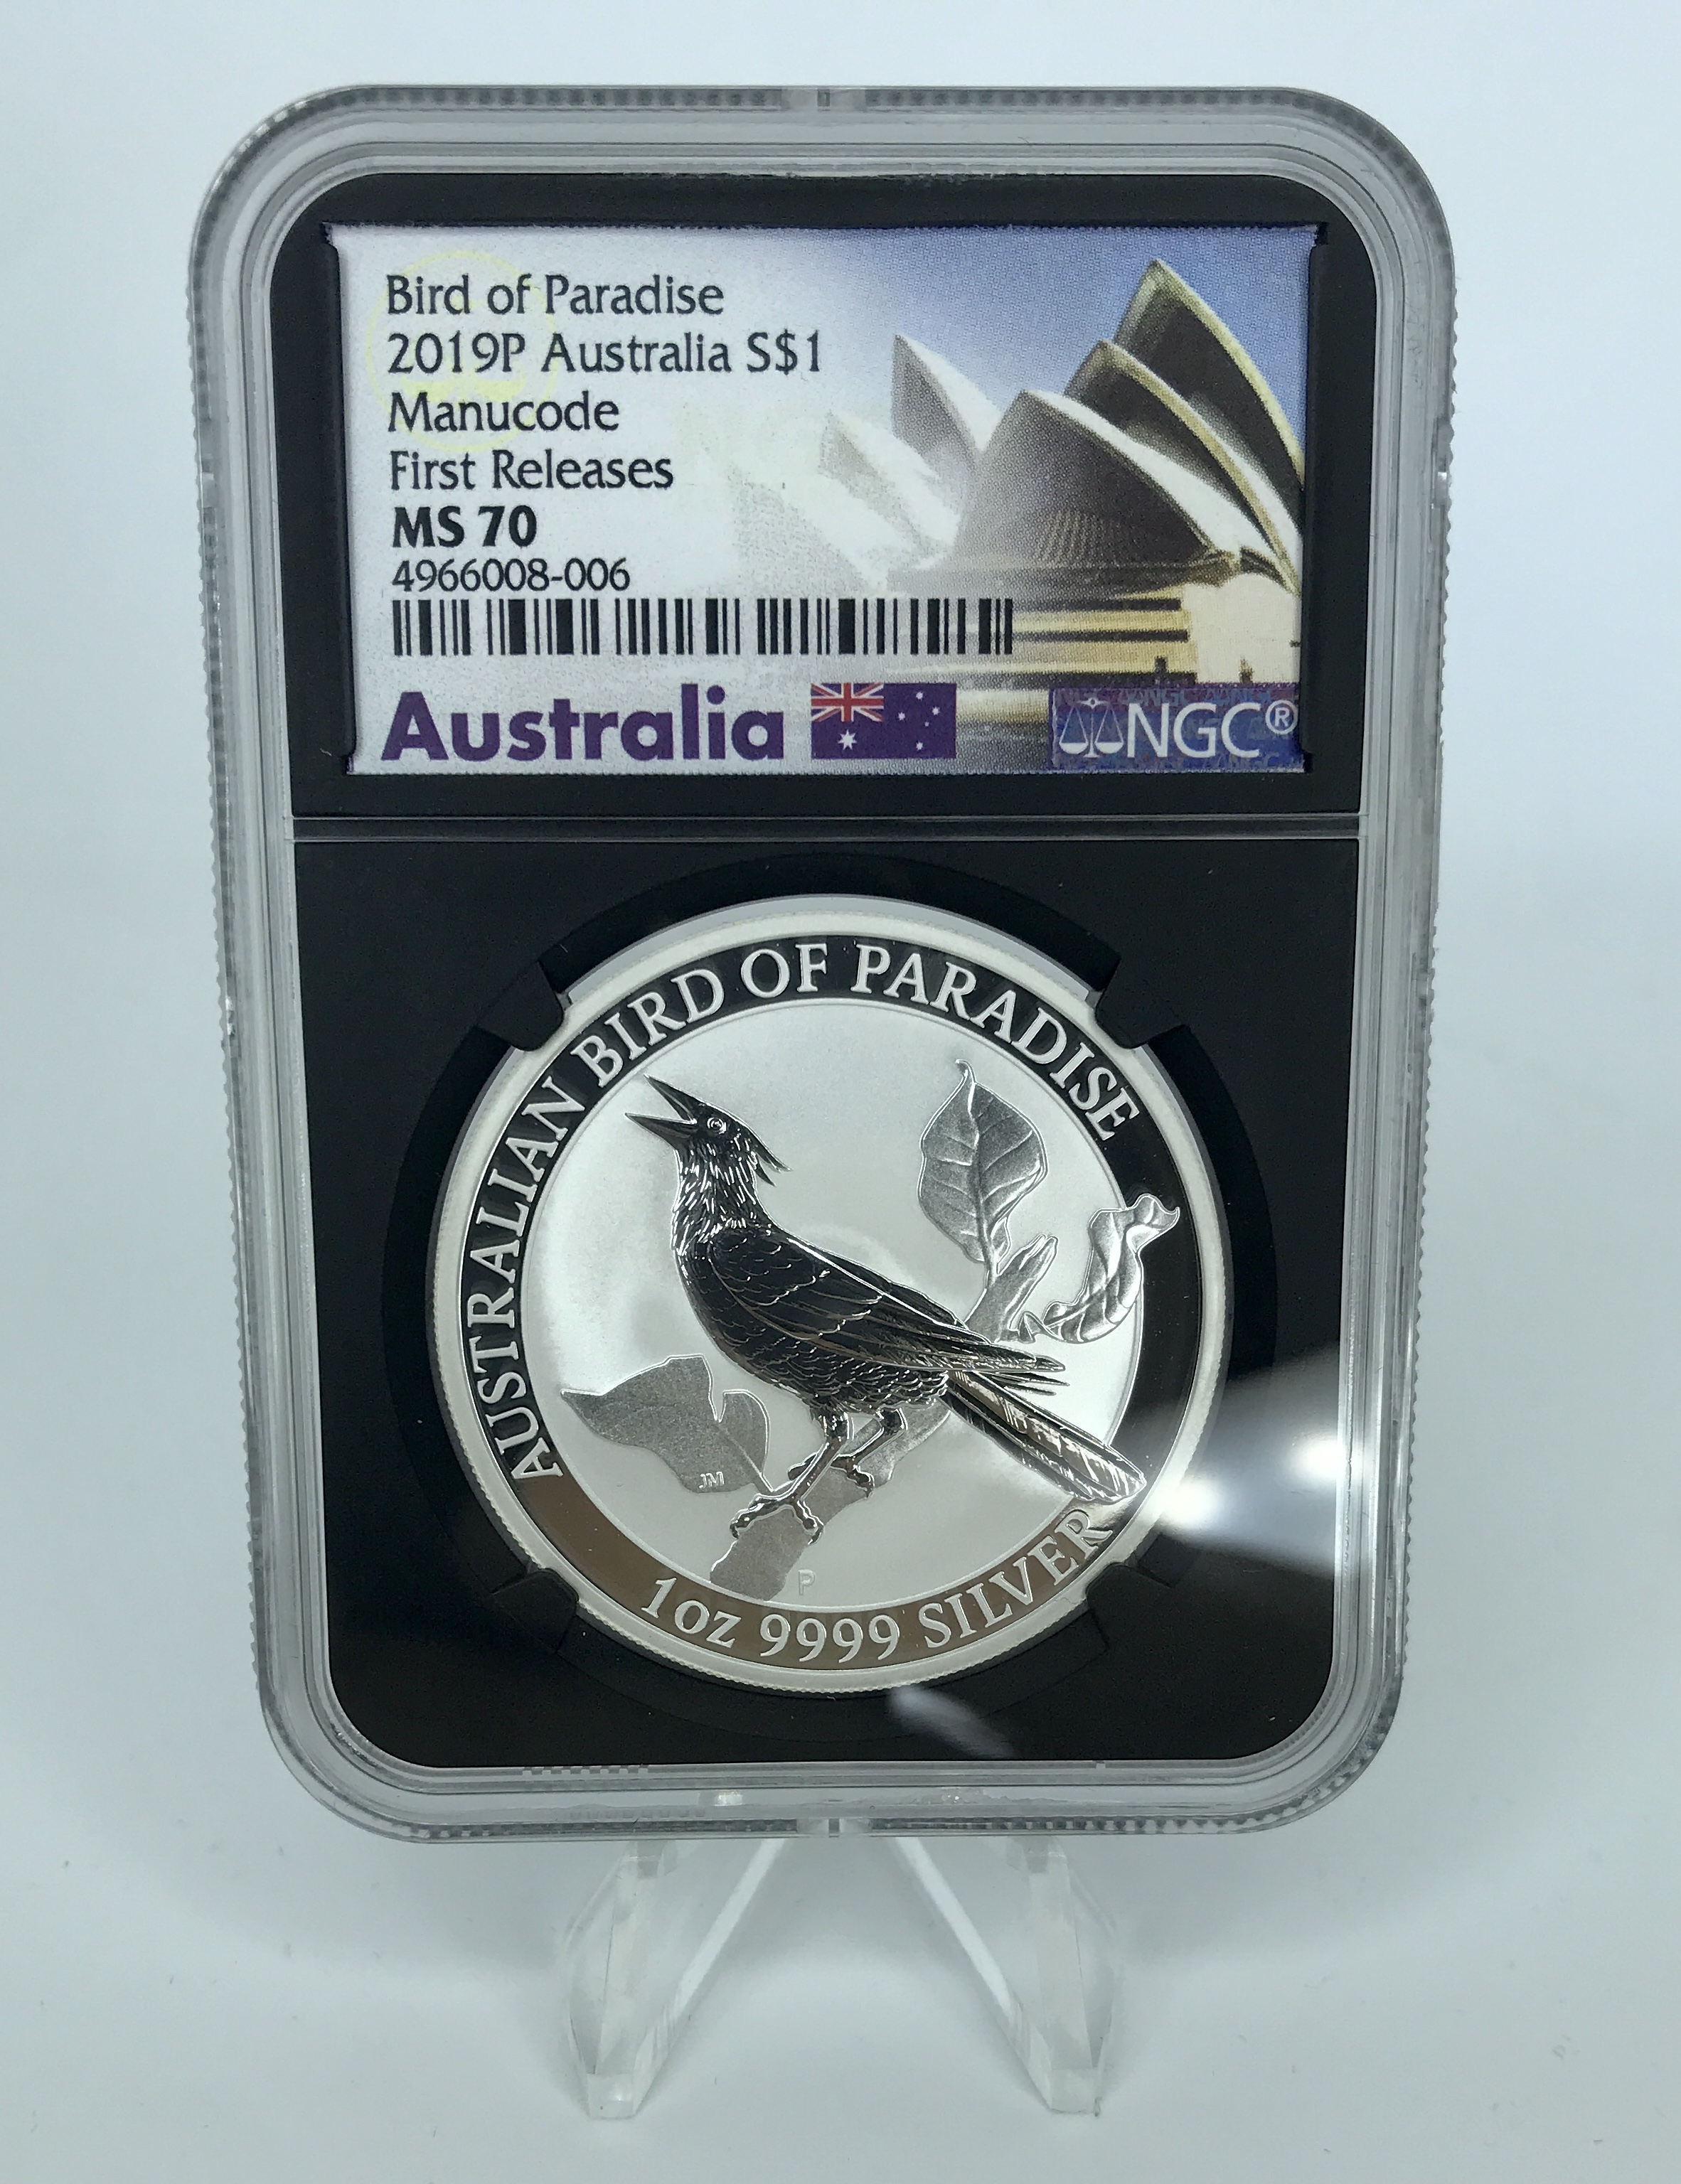 Bird of Paradise
2019P Australia S$1
Manucode
First Releases
MS 70
4966008-006
Australia
NGC®
AUSTRALIAN BIRD OF PARADISE
JM
P
1oz 9999 SILVER